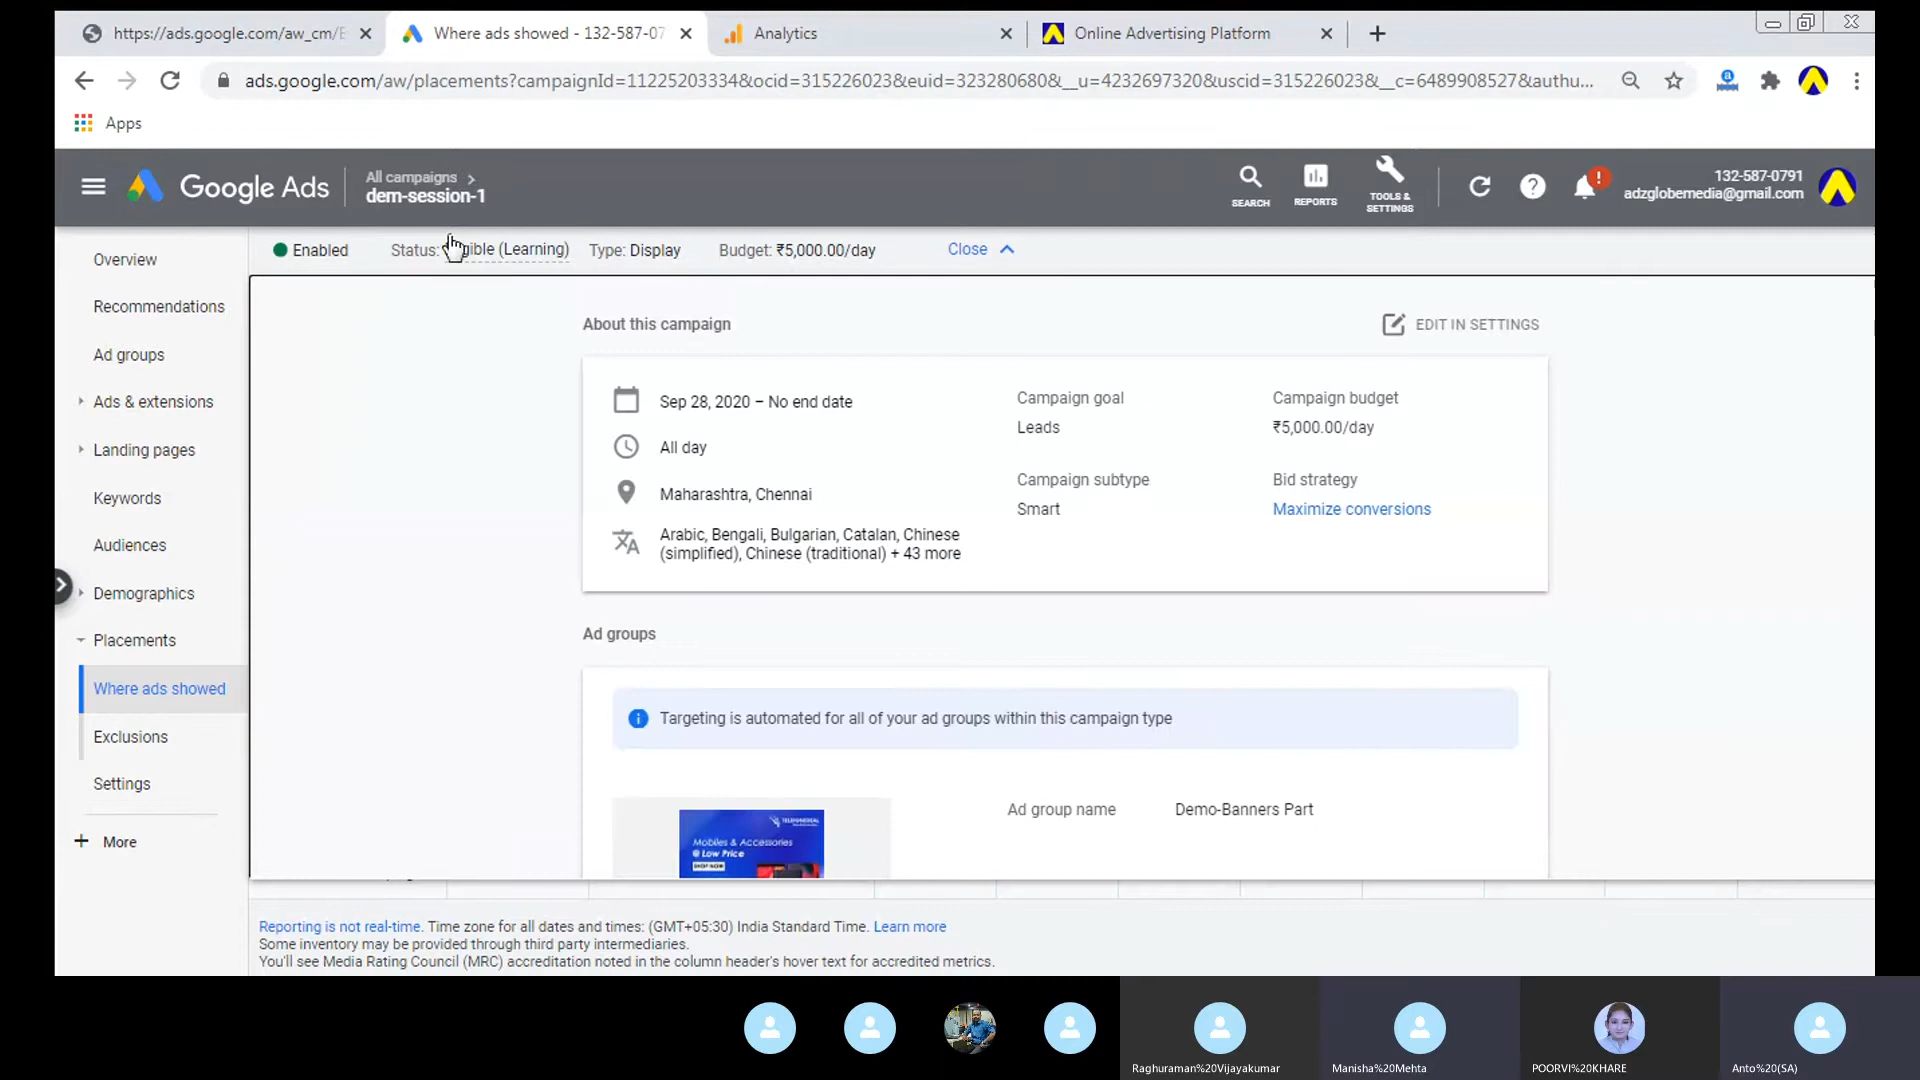 https://ads.google.com/aw_cm/E
Where ads showed - 132-587-07
Analytics
Online Advertising Platform
ads.google.com/aw/placements?campaignId=11225203334&ocid=315226023&euid=323280680&__u=4232697320&uscid=315226023&__c=6489908527&authu...
Apps
Google Ads
All campaigns
dem-session-1
SEARCH
REPORTS
TOOLS &
SETTINGS
132-587-0791
adzglobemedia@gmail.com
Overview
Recommendations
Ad groups
Ads & extensions
Landing pages
Keywords
Audiences
Demographics
Placements
Where ads showed
Exclusions
Settings
More
Enabled
Status: (Learning)
Type: Display
Budget: ₹5,000.00/day
Close
About this campaign
EDIT IN SETTINGS
Sep 28, 2020 – No end date
All day
Maharashtra, Chennai
Arabic, Bengali, Bulgarian, Catalan, Chinese
(simplified), Chinese (traditional) + 43 more
Campaign goal
Leads
Campaign subtype
Smart
Campaign budget
₹5,000.00/day
Bid strategy
Maximize conversions
Ad groups
Targeting is automated for all of your ad groups within this campaign type
Mobiles & Accessories
@ Low Price
SHOP NOW
Ad group name
Demo-Banners Part
Reporting is not real-time. Time zone for all dates and times: (GMT+05:30) India Standard Time. Learn more
Some inventory may be provided through third party intermediaries.
You'll see Media Rating Council (MRC) accreditation noted in the column header's hover text for accredited metrics.
Raghuraman%20Vijayakumar
Manisha%20Mehta
POORVI%20KHARE
Anto%20(SA)